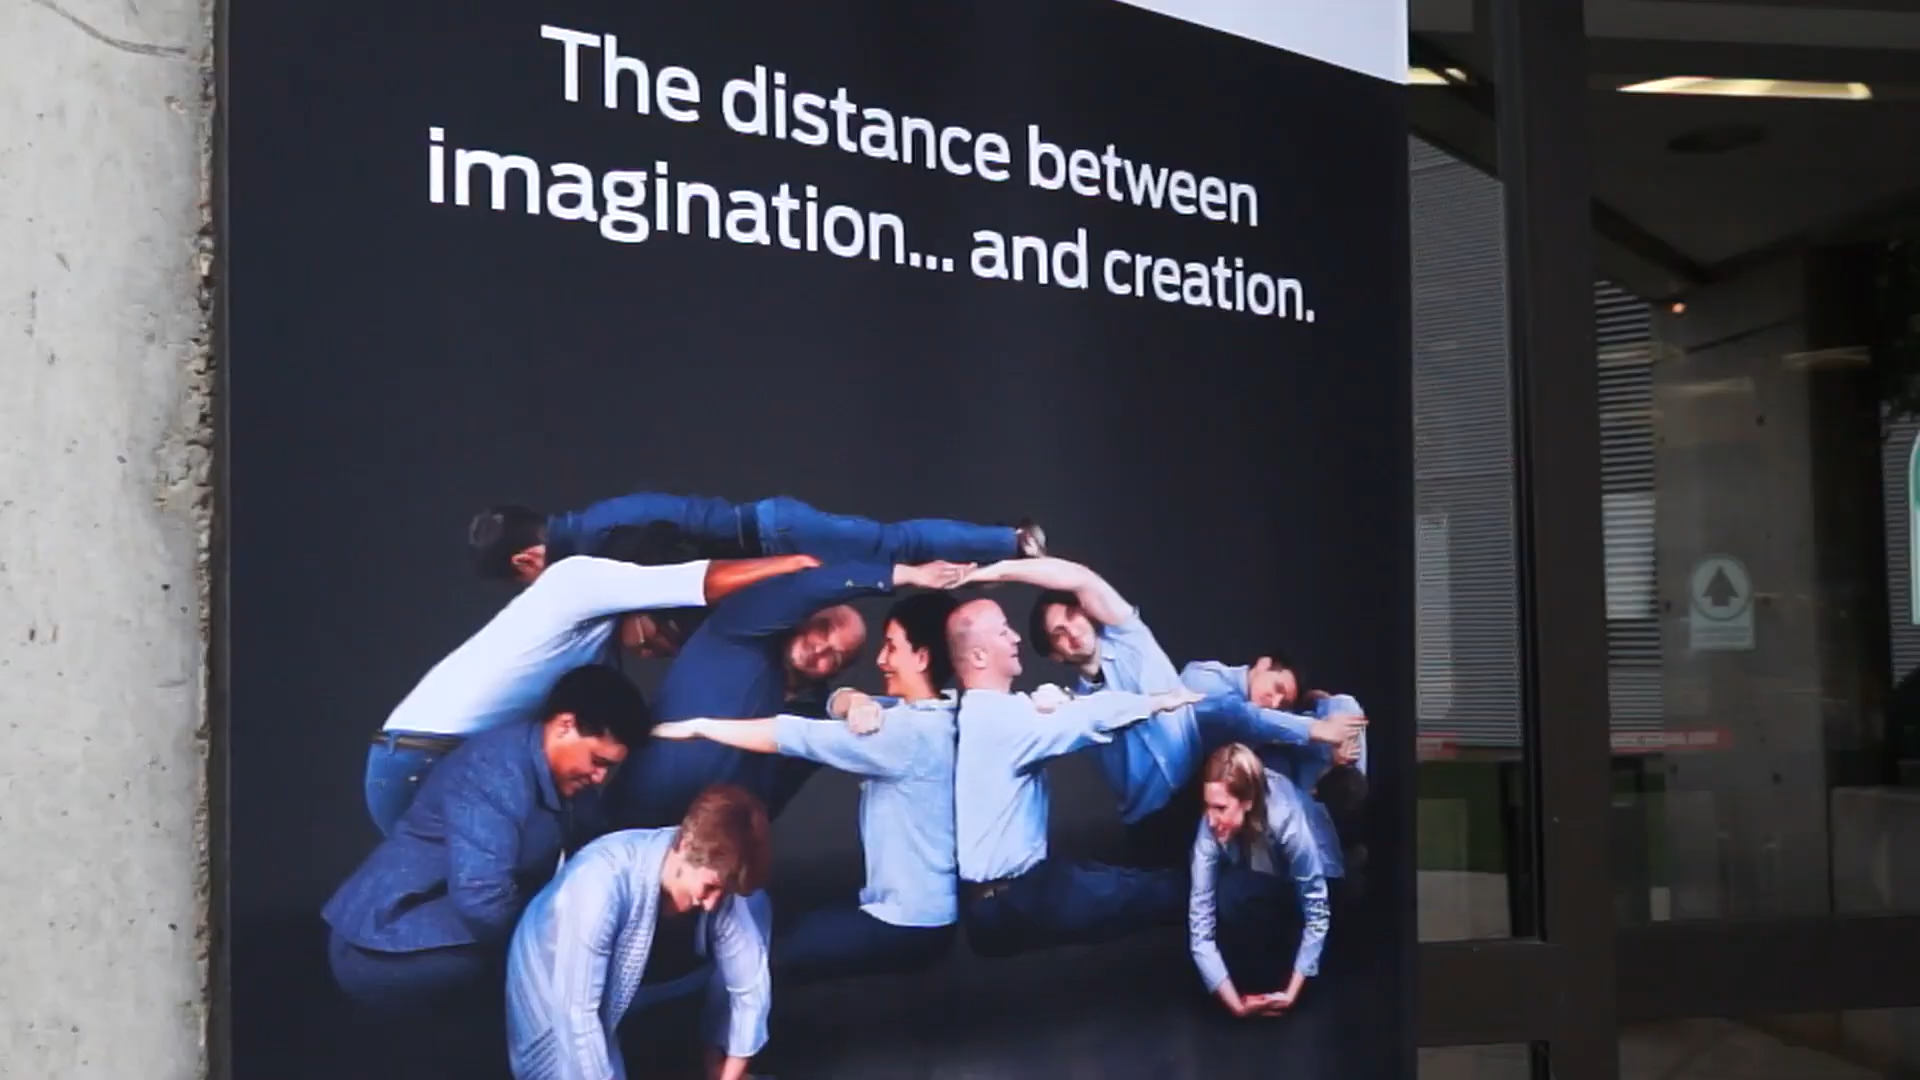 The distance between
imagination... and creation.